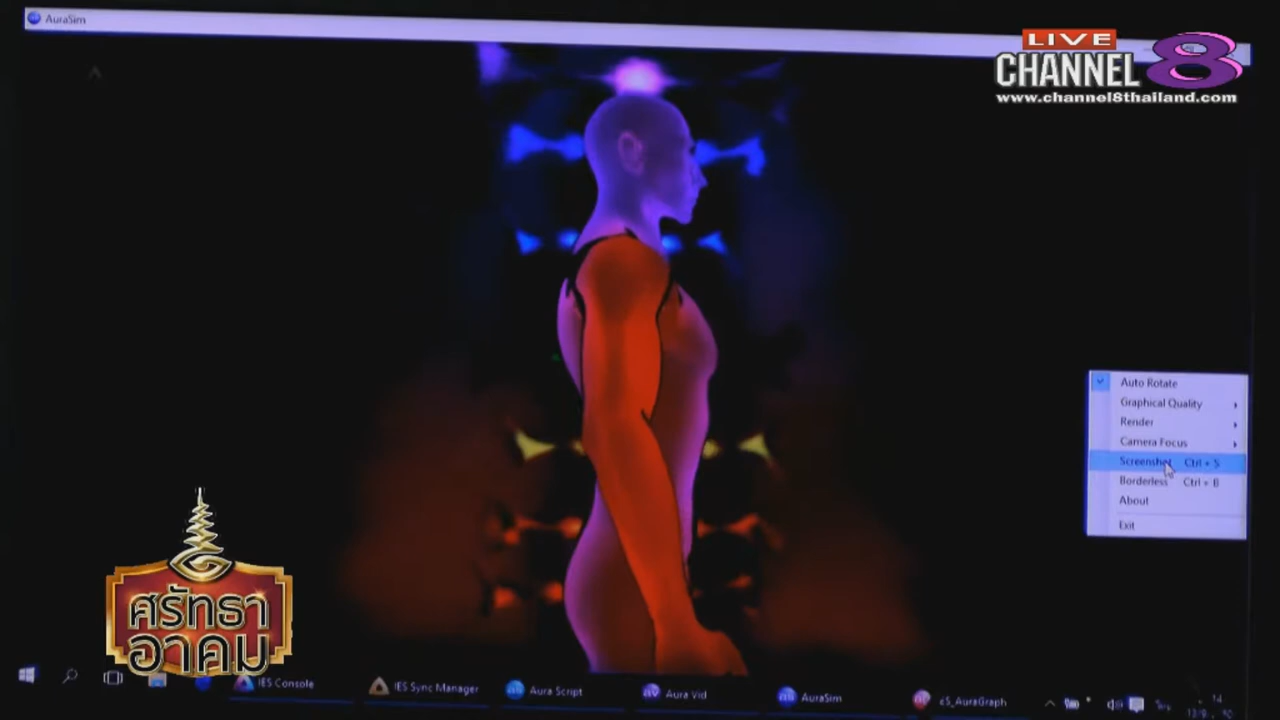 AuraSim
LIVE
CHANNEL 8
www.channel8thailand.com
Auto Rotate
Graphical Quality
Render
Camera Focus
Screenshot Ctrl + S
Borderless Ctrl + B
About
Exit
ศรัทธา
อาคม
IES Console
IES Sync Manager
Aura Script
Aura Vid
AuraSim
eS_AuraGraph